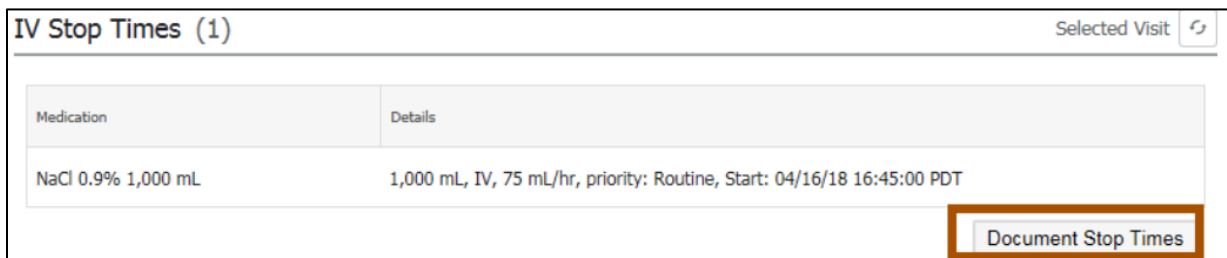 IV Stop Times (1)
Selected Visit
Medication
Details
NaCl 0.9% 1,000 mL
1,000 mL, IV, 75 mL/hr, priority: Routine, Start: 04/16/18 16:45:00 PDT
Document Stop Times